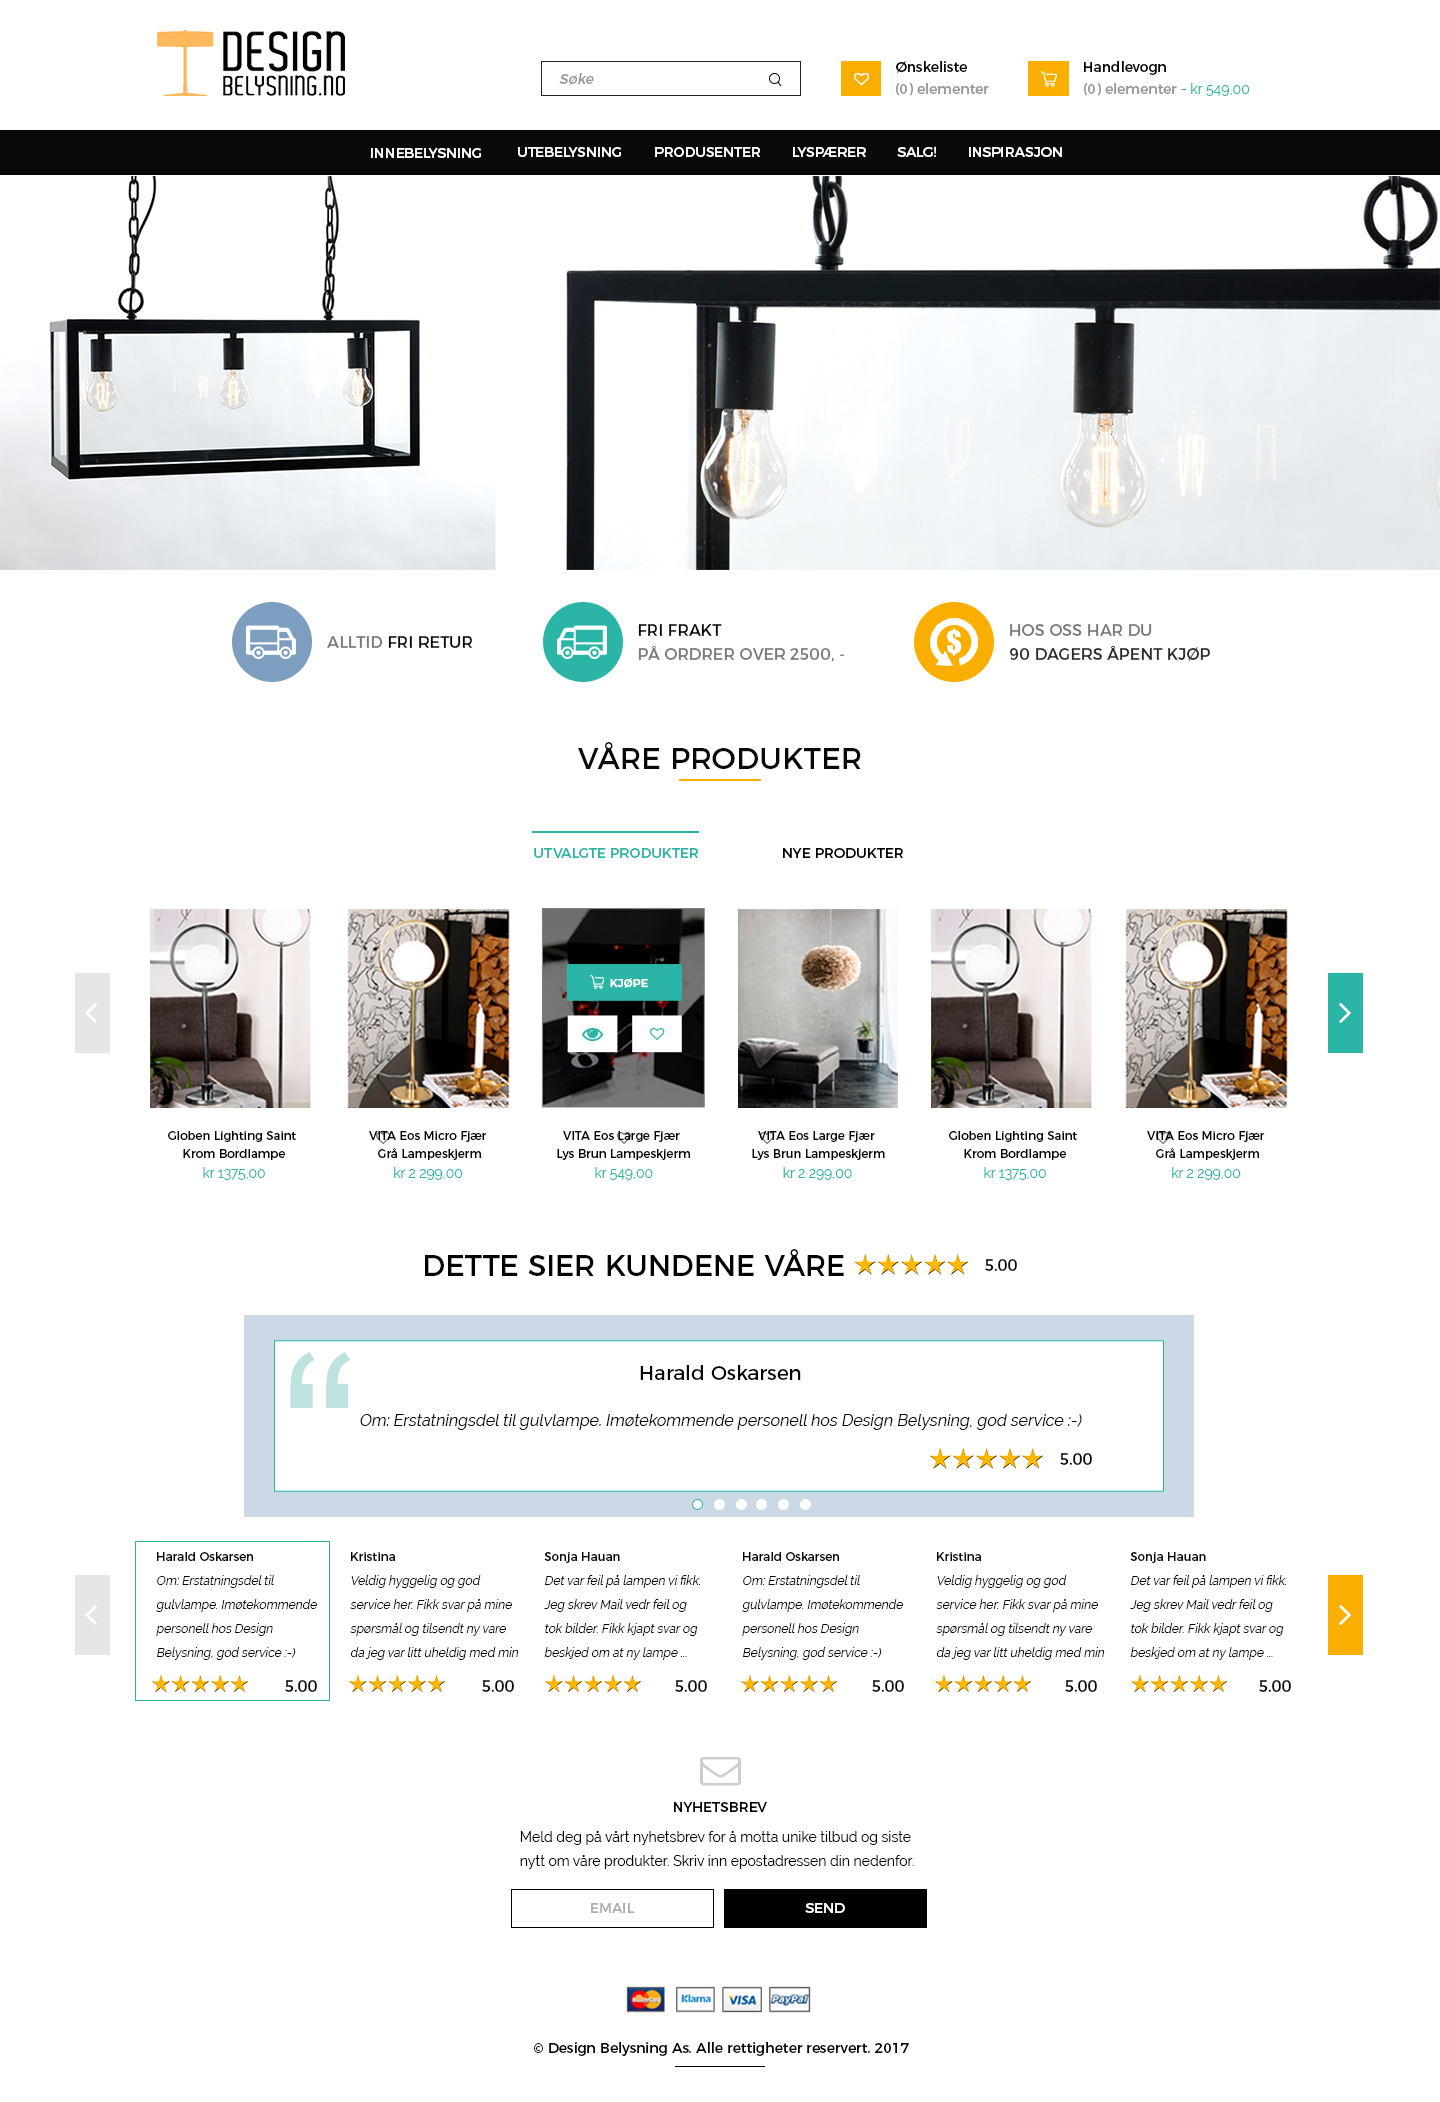 DESIGN
BELYSNING.NO
Søke
Ønskeliste
(0) elementer
Handlevogn
(0) elementer - kr 549,00
INNEBELYSNING UTEBELYSNING PRODUSENTER LYSPÆRER SALG! INSPIRASJON
ALLTID FRI RETUR
FRI FRAKT
PÅ ORDRER OVER 2500, -
HOS OSS HAR DU
90 DAGERS ÅPENT KJØP
VÅRE PRODUKTER
UTVALGTE PRODUKTER NYE PRODUKTER
KJØPE
Globen Lighting Saint
Krom Bordlampe
kr 1375,00
VITA Eos Micro Fjær
Grå Lampeskjerm
kr 2 299,00
VITA Eos Large Fjær
Lys Brun Lampeskjerm
kr 549,00
VITA Eos Large Fjær
Lys Brun Lampeskjerm
kr 2 299,00
Globen Lighting Saint
Krom Bordlampe
kr 1375,00
VITA Eos Micro Fjær
Grå Lampeskjerm
kr 2 299,00
DETTE SIER KUNDENE VÅRE 5.00
Harald Oskarsen
Om: Erstatningsdel til gulvlampe. Imøtekommende personell hos Design Belysning, god service :-)
5.00
Harald Oskarsen
Om: Erstatningsdel til
gulvlampe. Imøtekommende
personell hos Design
Belysning, god service :-)
5.00
Kristina
Veldig hyggelig og god
service her. Fikk svar på mine
spørsmål og tilsendt ny vare
da jeg var litt uheldig med min
5.00
Sonja Hauan
Det var feil på lampen vi fikk.
Jeg skrev Mail vedr feil og
tok bilder. Fikk kjapt svar og
beskjed om at ny lampe ...
5.00
Harald Oskarsen
Om: Erstatningsdel til
gulvlampe. Imøtekommende
personell hos Design
Belysning, god service :-)
5.00
Kristina
Veldig hyggelig og god
service her. Fikk svar på mine
spørsmål og tilsendt ny vare
da jeg var litt uheldig med min
5.00
Sonja Hauan
Det var feil på lampen vi fikk.
Jeg skrev Mail vedr feil og
tok bilder. Fikk kjapt svar og
beskjed om at ny lampe ...
5.00
NYHETSBREV
Meld deg på vårt nyhetsbrev for å motta unike tilbud og siste
nytt om våre produkter. Skriv inn epostadressen din nedenfor.
EMAIL SEND
MasterCard Klarna VISA PayPal
© Design Belysning As. Alle rettigheter reservert. 2017